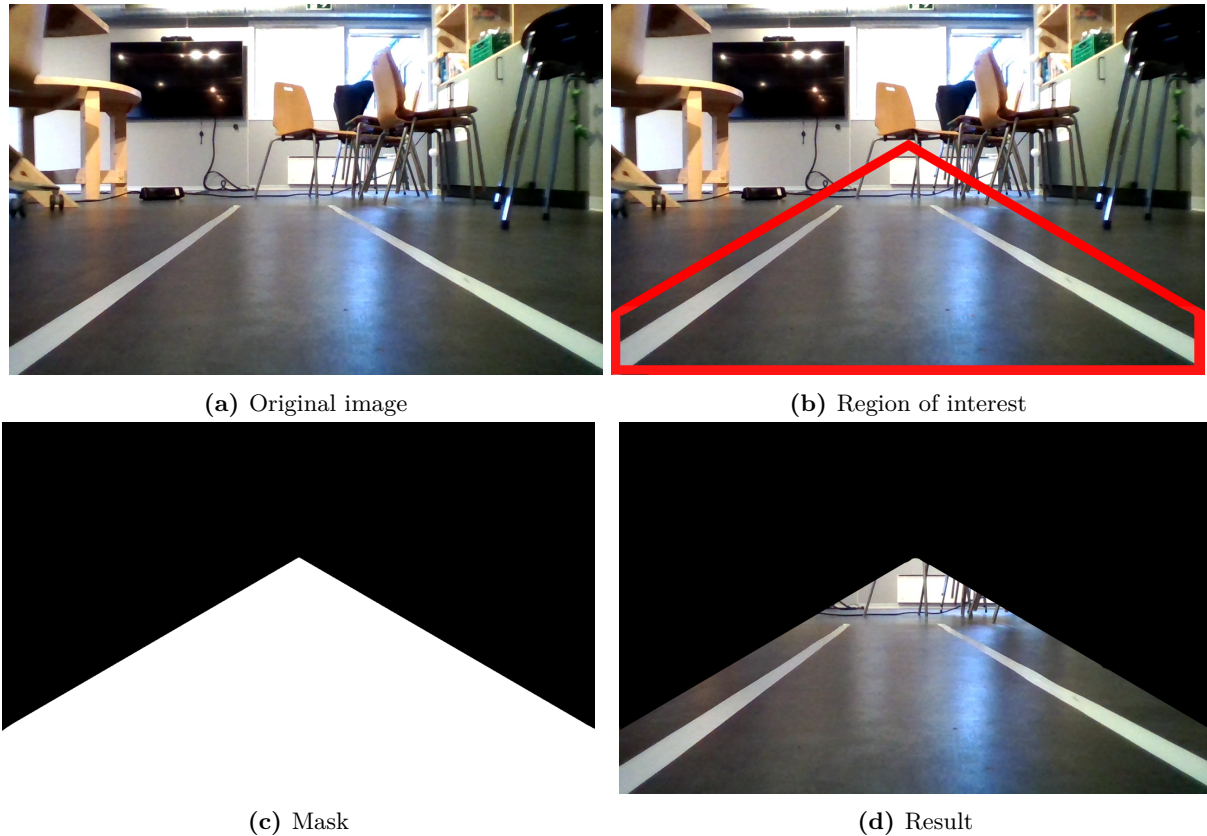 (a) Original image
(b) Region of interest
(c) Mask
(d) Result